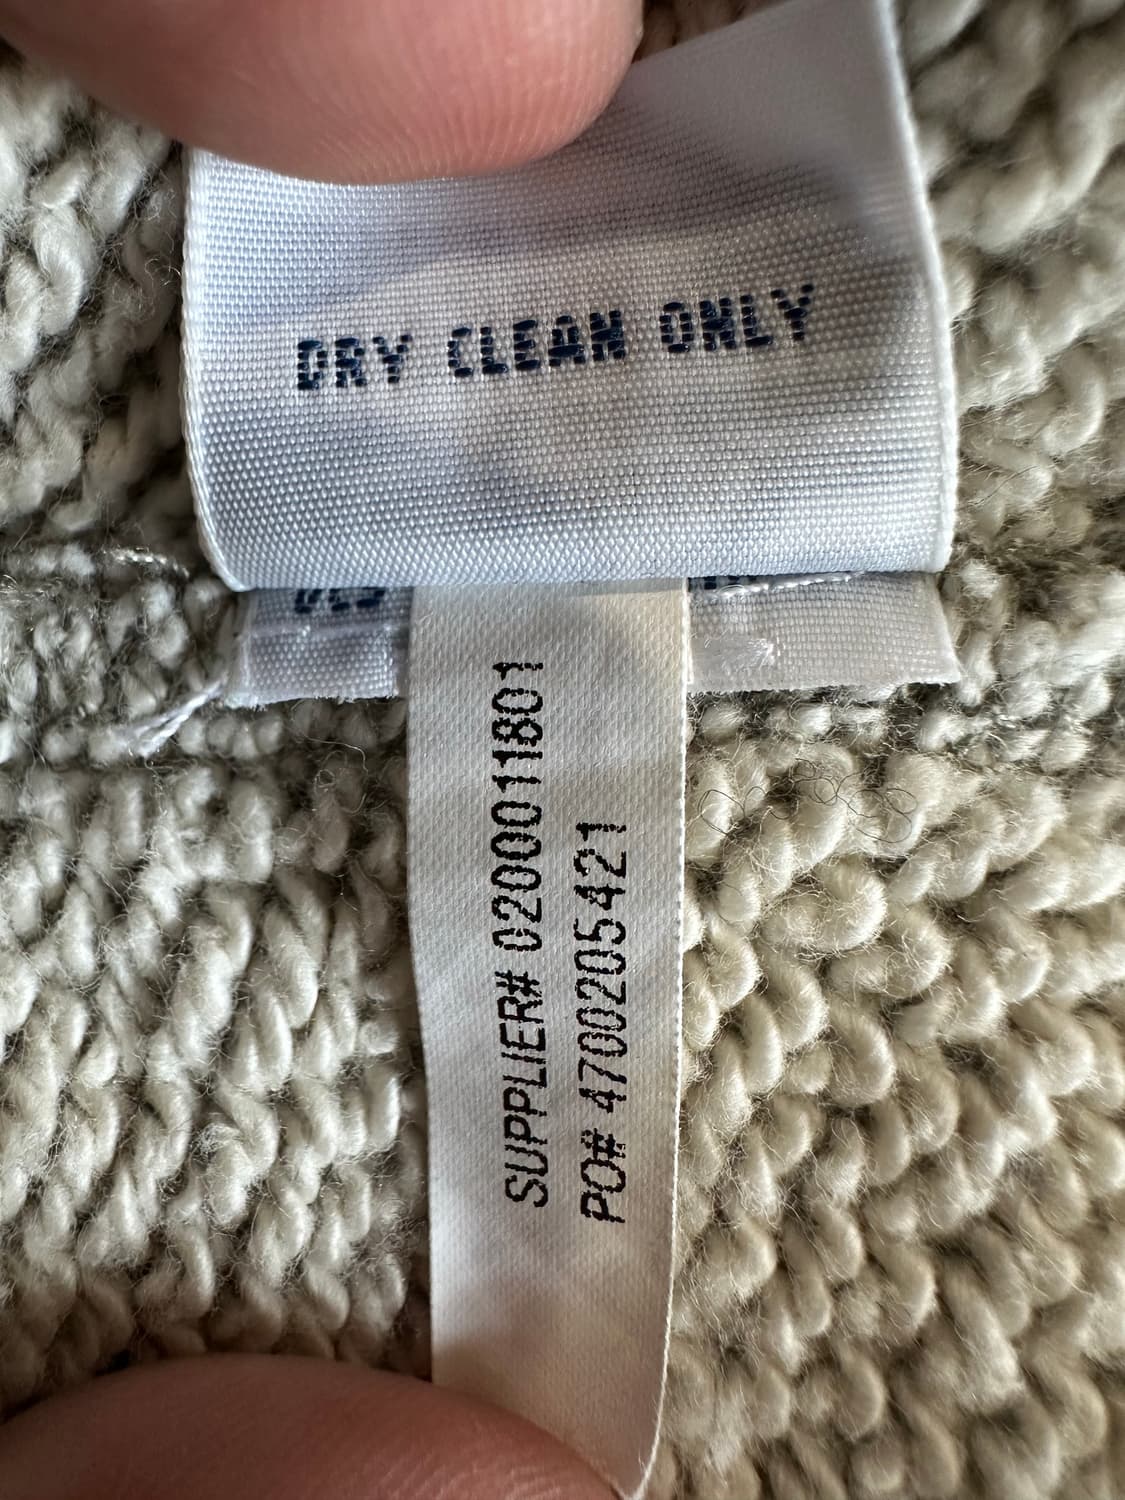 DRY CLEAN ONLY
SUPPLIER# 0200011801
PO# 4700205421